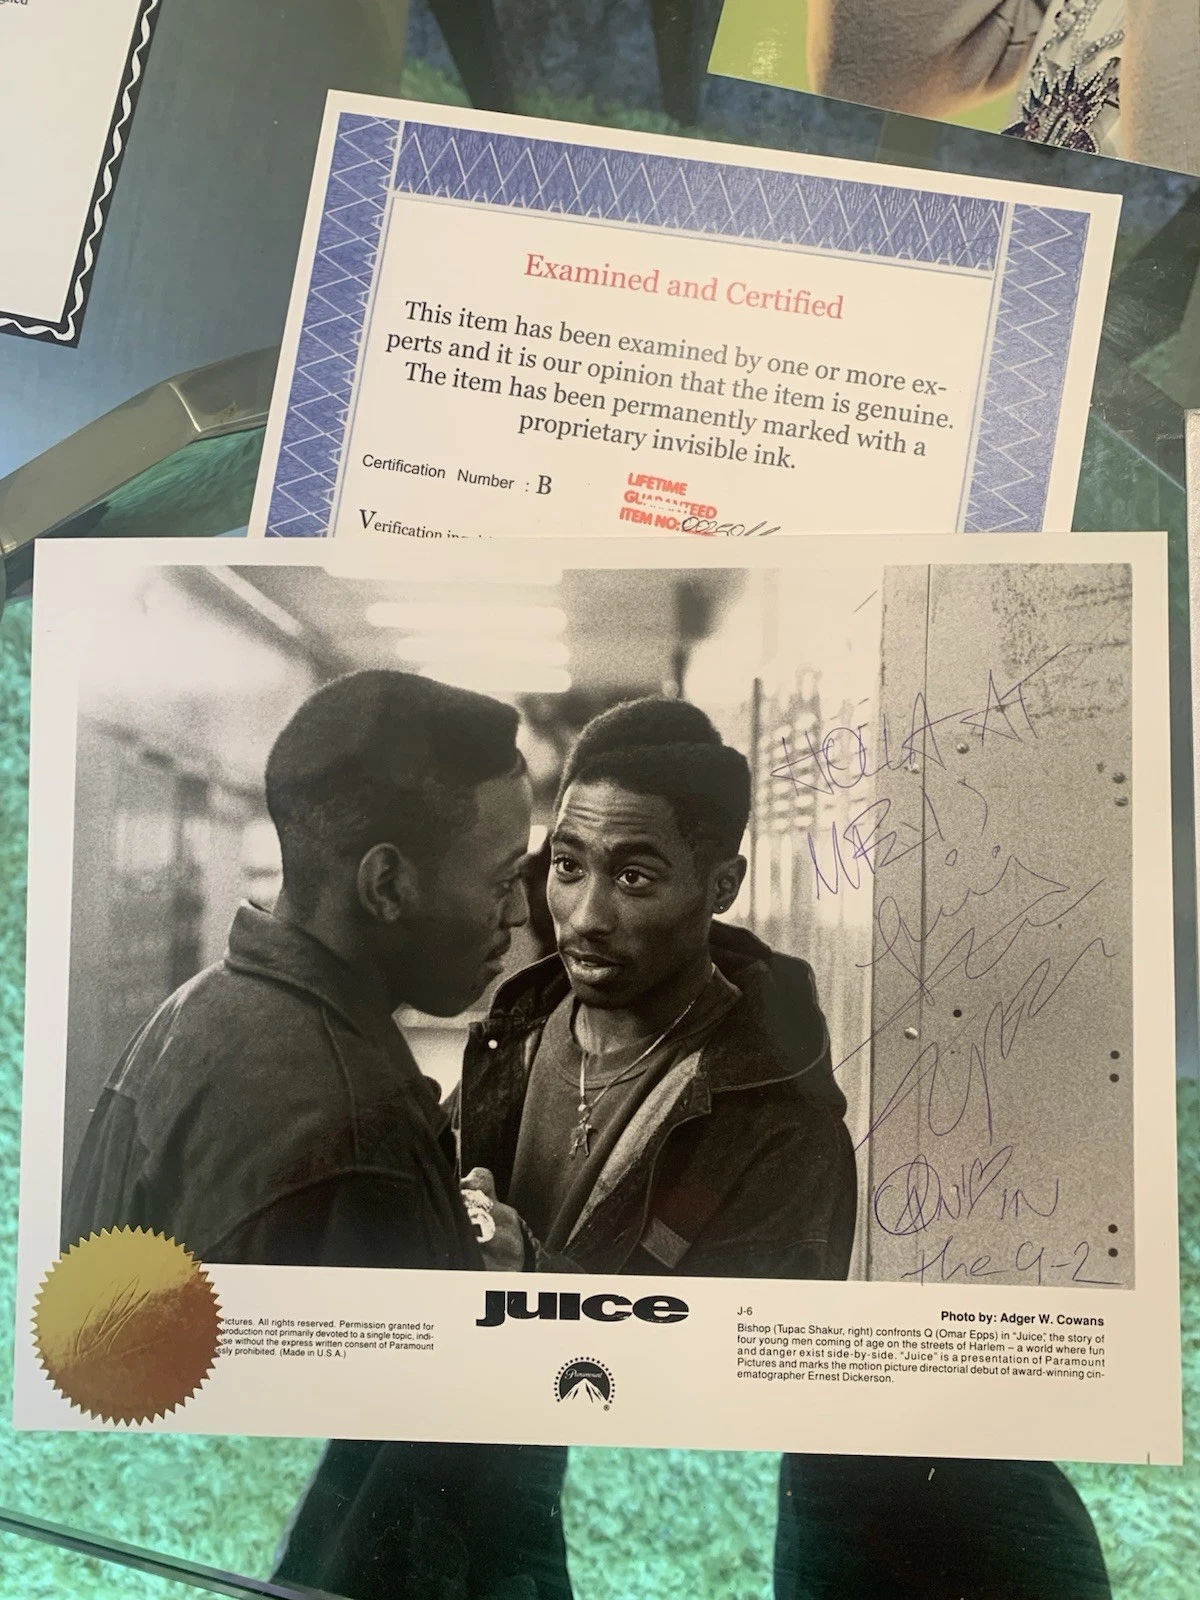 Examined and Certified
This item has been examined by one or more ex-
perts and it is our opinion that the item is genuine.
The item has been permanently marked with a
proprietary invisible ink.
Certification Number : B
LIFETIME
GUARANTEED
ITEM NO:
Verification
HOLLA AT
ME
IN
the 9-2
juice
Paramount
ictures. All rights reserved. Permission granted for
roduction not primarily devoted to a single topic, indi-
se without the express written consent of Paramount
ssly prohibited. (Made in U.S.A.)
J-6
Photo by: Adger W. Cowans
Bishop (Tupac Shakur, right) confronts Q (Omar Epps) in "Juice," the story of
four young men coming of age on the streets of Harlem – a world where fun
and danger exist side-by-side. "Juice" is a presentation of Paramount
Pictures and marks the motion picture directorial debut of award-winning cin-
ematographer Ernest Dickerson.